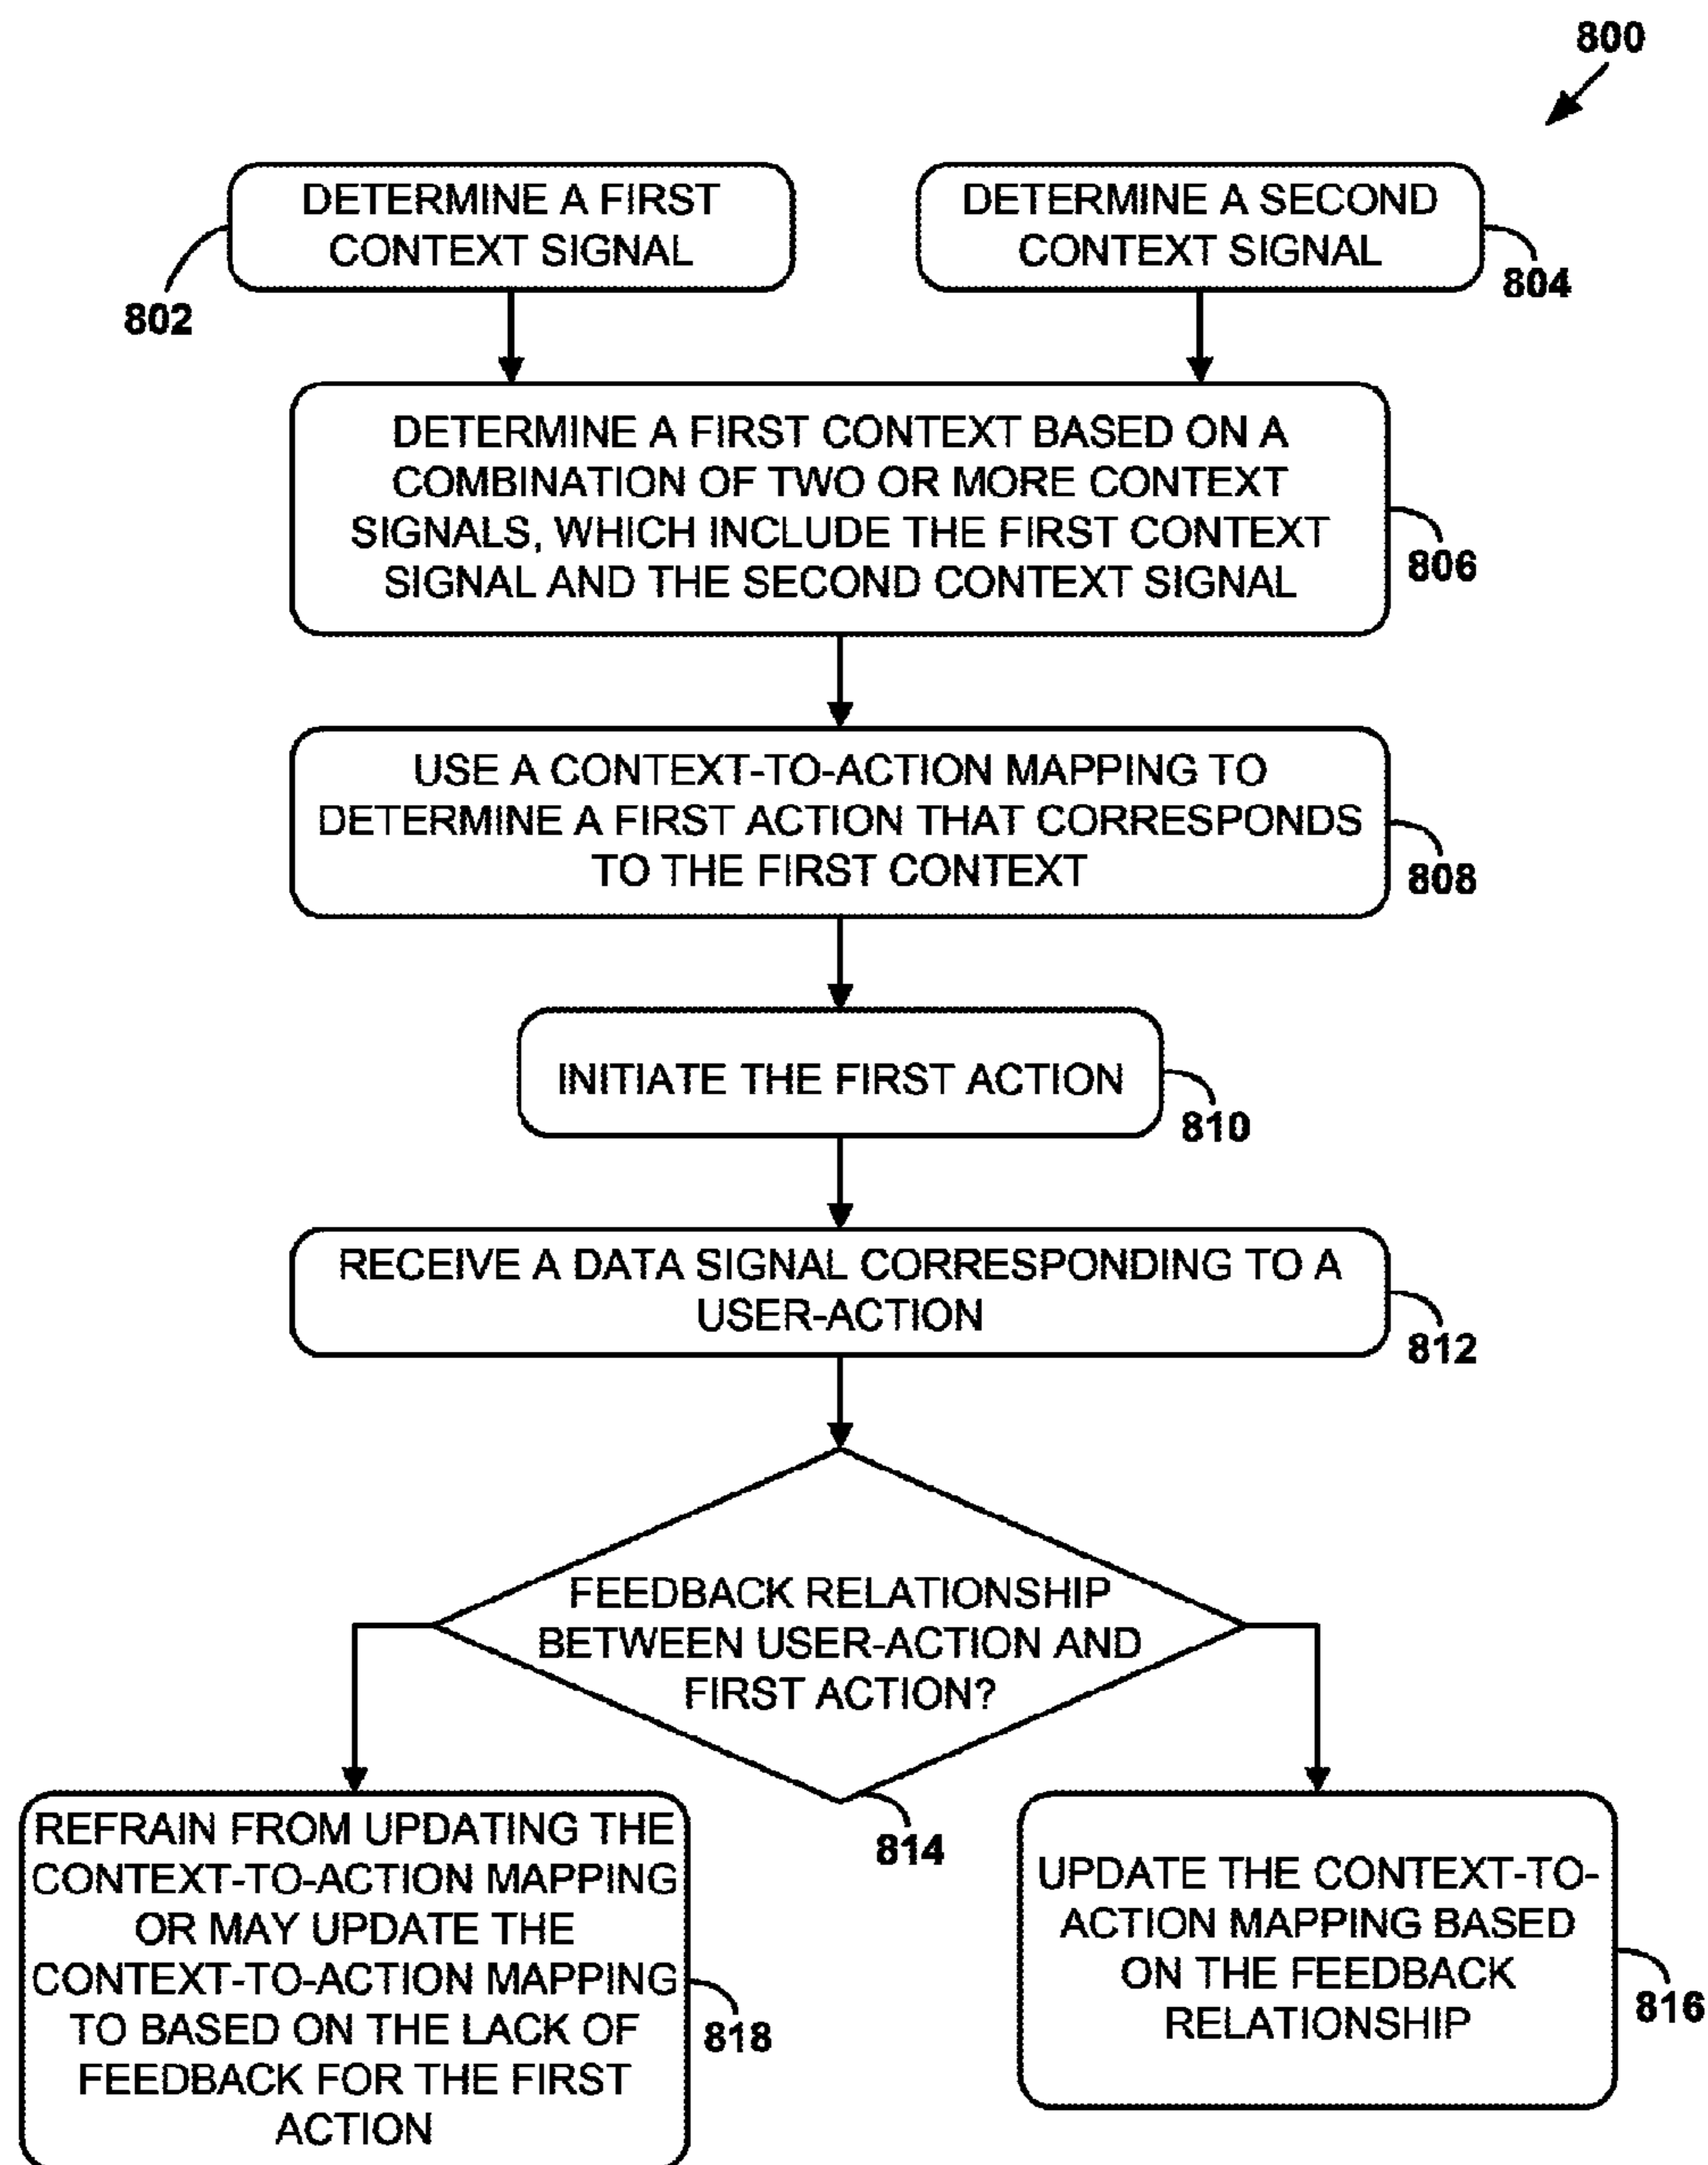 800
DETERMINE A FIRST
CONTEXT SIGNAL
802
DETERMINE A SECOND
CONTEXT SIGNAL
804
DETERMINE A FIRST CONTEXT BASED ON A
COMBINATION OF TWO OR MORE CONTEXT
SIGNALS, WHICH INCLUDE THE FIRST CONTEXT
SIGNAL AND THE SECOND CONTEXT SIGNAL
806
USE A CONTEXT-TO-ACTION MAPPING TO
DETERMINE A FIRST ACTION THAT CORRESPONDS
TO THE FIRST CONTEXT
808
INITIATE THE FIRST ACTION
810
RECEIVE A DATA SIGNAL CORRESPONDING TO A
USER-ACTION
812
FEEDBACK RELATIONSHIP
BETWEEN USER-ACTION AND
FIRST ACTION?
814
REFRAIN FROM UPDATING THE
CONTEXT-TO-ACTION MAPPING
OR MAY UPDATE THE
CONTEXT-TO-ACTION MAPPING
TO BASED ON THE LACK OF
FEEDBACK FOR THE FIRST
ACTION
818
UPDATE THE CONTEXT-TO-
ACTION MAPPING BASED
ON THE FEEDBACK
RELATIONSHIP
816